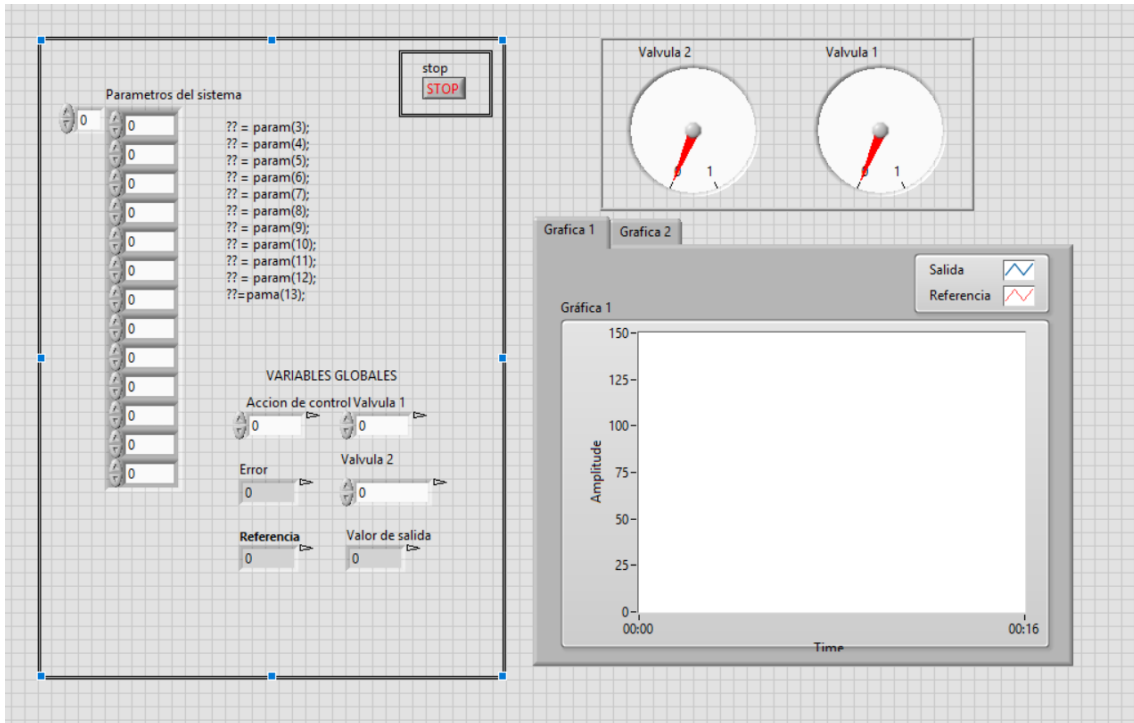 stop
STOP
Parametros del sistema
0
0
0
0
0
0
0
0
0
0
0
0
0
0
?? = param(3);
?? = param(4);
?? = param(5);
?? = param(6);
?? = param(7);
?? = param(8);
?? = param(9);
?? = param(10);
?? = param(11);
?? = param(12);
??=pama(13);
VARIABLES GLOBALES
Accion de control Valvula 1
0 0
Error Valvula 2
0 0
Referencia Valor de salida
0 0
Valvula 2 Valvula 1
0 1 0 1
Grafica 1 Grafica 2
Salida
Referencia
Gráfica 1
150
125
100
75
50
25
0
Amplitude
00:00 00:16
Time